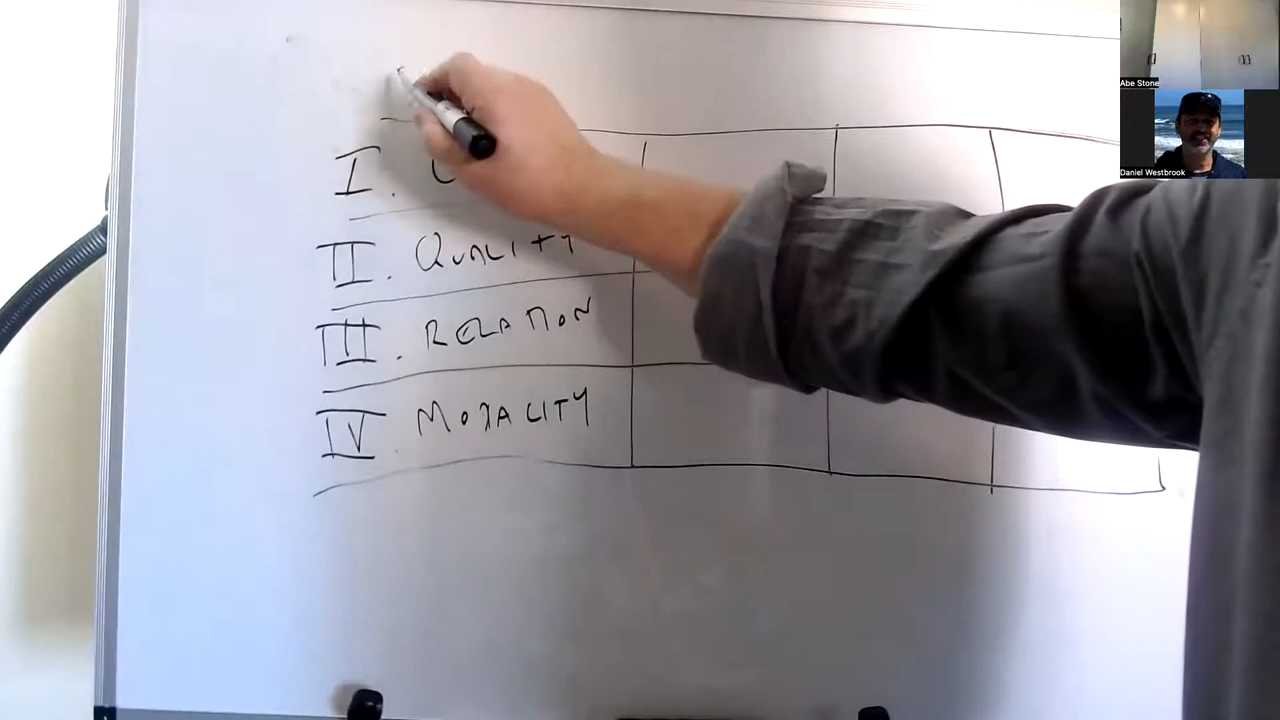 Abe Stone
Daniel Westbrook
I.
II. QUALITY
III. RELATION
IV. MODALITY